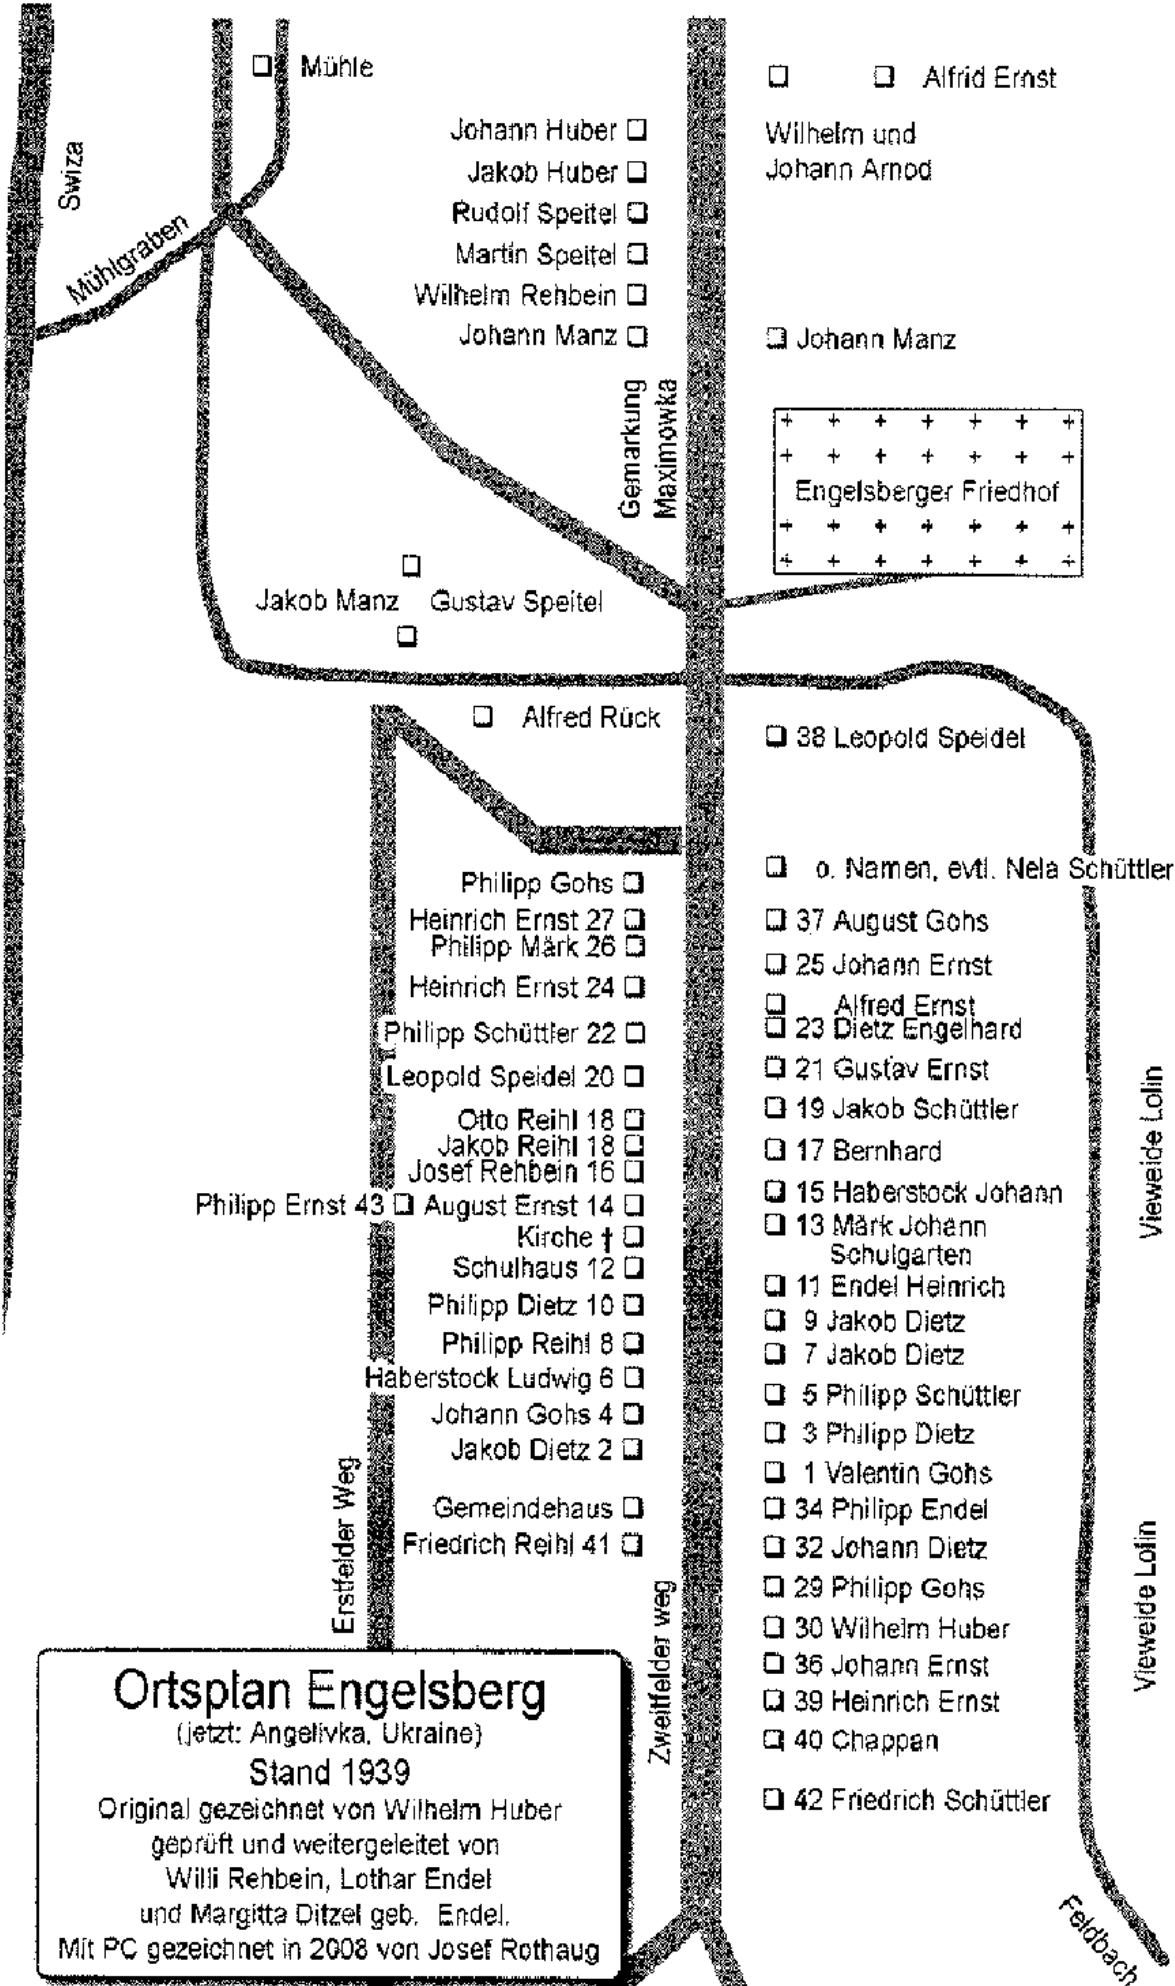 Mühle
Alfrid Ernst
Johann Huber
Wilhelm und
Johann Arnod
Jakob Huber
Swiza
Rudolf Speitel
Mühlgraben
Martin Speitel
Wilhelm Rehbein
Johann Manz
Johann Manz
Gemarkung
Maximowka
Engelsberger Friedhof
Jakob Manz
Gustav Speitel
Alfred Rück
38 Leopold Speidel
o. Namen, evtl. Nela Schüttler
Philipp Gohs
Heinrich Ernst 27
37 August Gohs
Philipp Märk 26
25 Johann Ernst
Heinrich Ernst 24
Alfred Ernst
23 Dietz Engelhard
Philipp Schüttler 22
21 Gustav Ernst
Leopold Speidel 20
19 Jakob Schüttler
Otto Reihl 18
Jakob Reihl 18
17 Bernhard
Josef Rehbein 16
15 Haberstock Johann
Philipp Ernst 43
August Ernst 14
13 Märk Johann
Schulgarten
Kirche †
Schulhaus 12
11 Endel Heinrich
Philipp Dietz 10
9 Jakob Dietz
Philipp Reihl 8
7 Jakob Dietz
Haberstock Ludwig 6
5 Philipp Schüttler
Johann Gohs 4
3 Philipp Dietz
Jakob Dietz 2
1 Valentin Gohs
Gemeindehaus
34 Philipp Endel
Friedrich Reihl 41
32 Johann Dietz
29 Philipp Gohs
30 Wilhelm Huber
36 Johann Ernst
39 Heinrich Ernst
40 Chappan
42 Friedrich Schüttler
Vieweide Lolin
Vieweide Lolin
Erstfelder Weg
Zweitfelder weg
Feldbach
Ortsplan Engelsberg
(jetzt: Angelivka, Ukraine)
Stand 1939
Original gezeichnet von Wilhelm Huber
geprüft und weitergeleitet von
Willi Rehbein, Lothar Endel
und Margitta Ditzel geb. Endel.
Mit PC gezeichnet in 2008 von Josef Rothaug